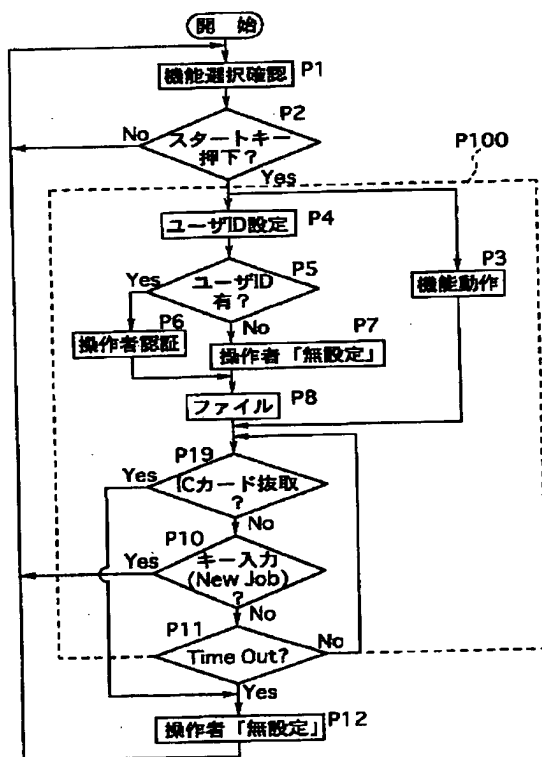 開始
機能選択確認 P1
P2
No
スタートキー
押下？
Yes
P100
ユーザID設定 P4
P3
機能動作
P5
Yes
ユーザID
有？
No
P6
操作者認証
P7
操作者「無設定」
ファイル P8
P19
Yes
ICカード抜取
？
No
P10
Yes
キー入力
(New Job)
？
No
P11
No
Time Out?
Yes
操作者「無設定」 P12